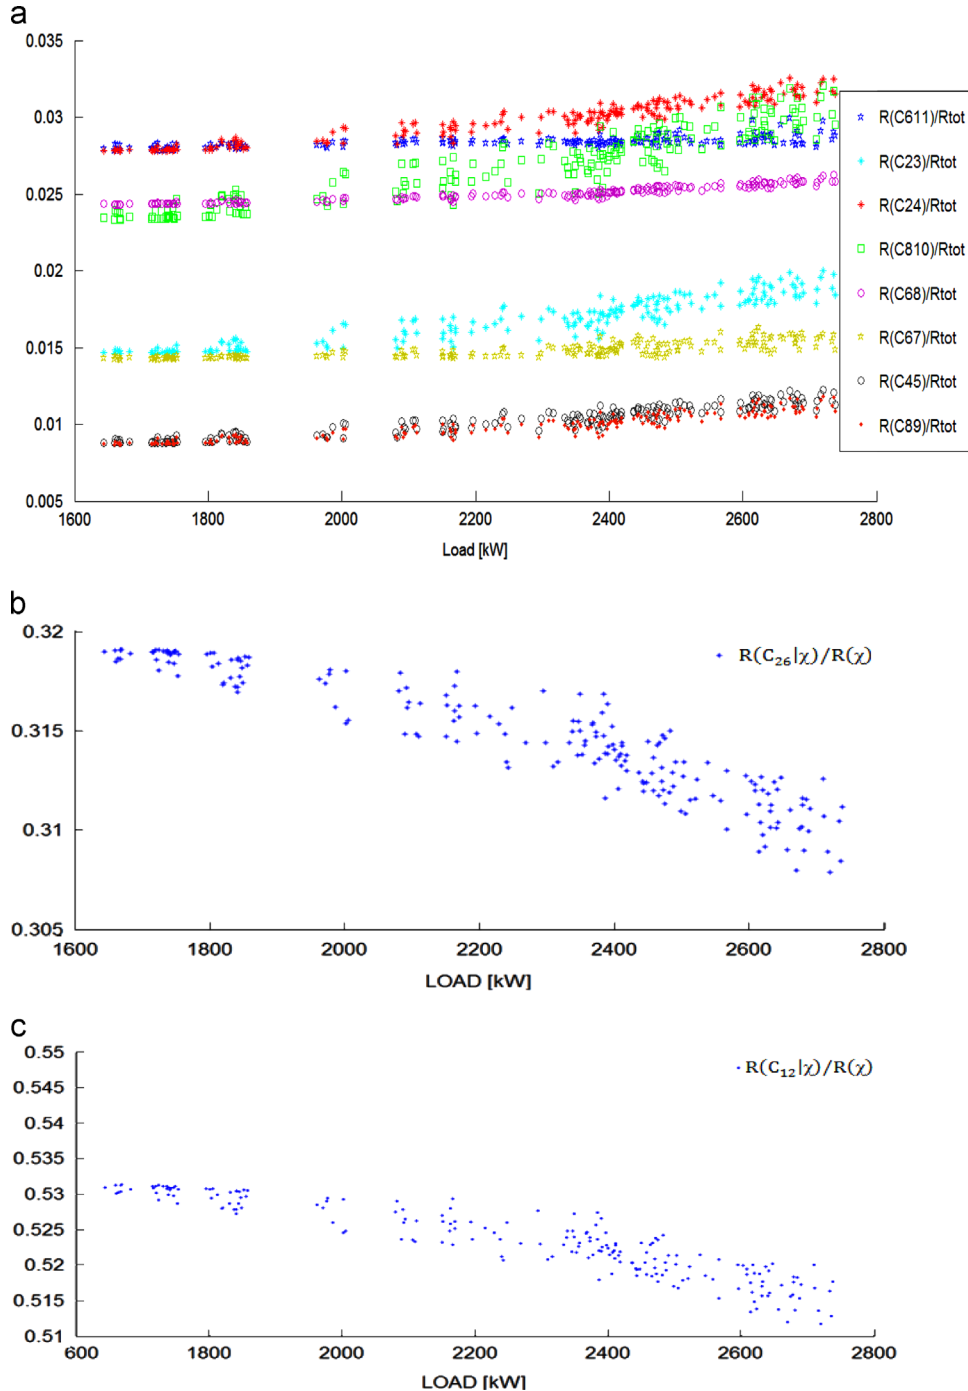 a
0.035
0.03
0.025
0.02
0.015
0.01
0.005
1600 1800 2000 2200 2400 2600 2800
Load [kW]
R(C611)/Rtot
R(C23)/Rtot
R(C24)/Rtot
R(C810)/Rtot
R(C68)/Rtot
R(C67)/Rtot
R(C45)/Rtot
R(C89)/Rtot
b
0.32
0.315
0.31
0.305
1600 1800 2000 2200 2400 2600 2800
LOAD [kW]
R(C₂₆|χ)/R(χ)
c
0.55
0.545
0.54
0.535
0.53
0.525
0.52
0.515
0.51
600 1800 2000 2200 2400 2600 2800
LOAD [kW]
R(C₁₂|χ)/R(χ)